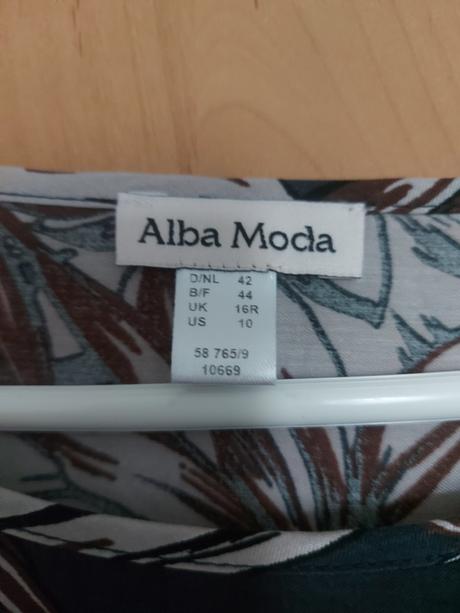 Alba Moda
D/NL 42
B/F 44
UK 16R
US 10
58 765/9
10669